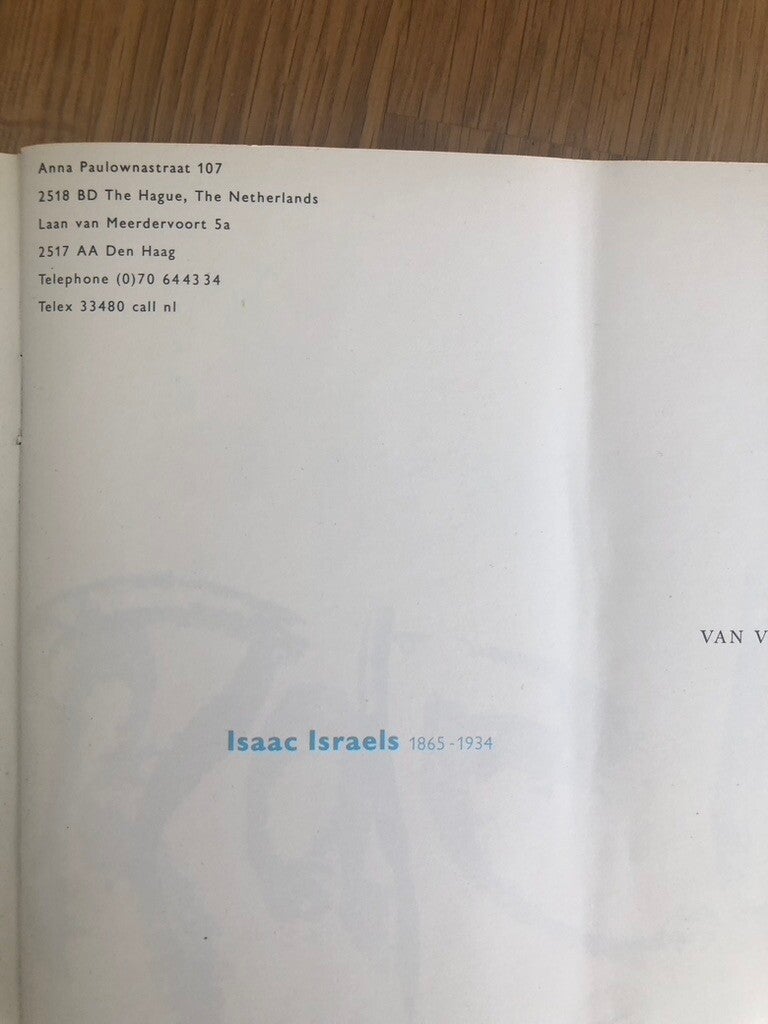 Anna Paulownastraat 107
2518 BD The Hague, The Netherlands
Laan van Meerdervoort 5a
2517 AA Den Haag
Telephone (0)70 644334
Telex 33480 call nl
VAN V
Isaac Israels 1865-1934